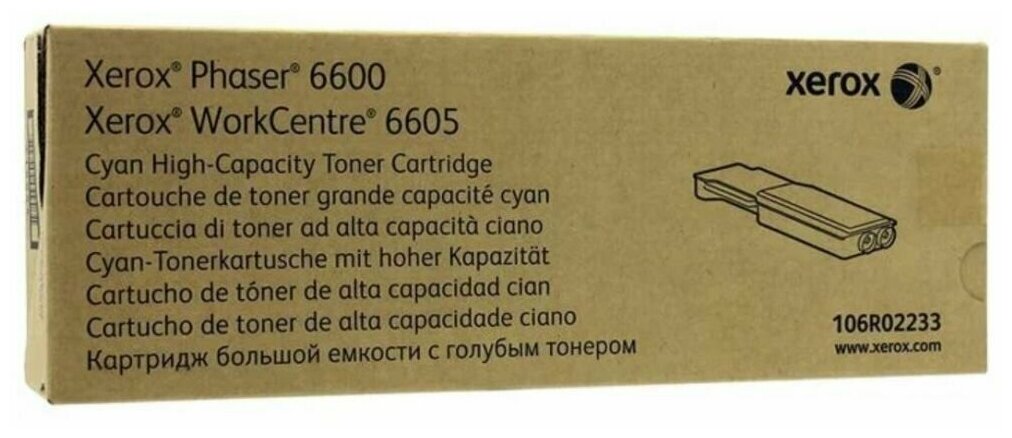 Xerox® Phaser® 6600
Xerox® WorkCentre® 6605
Cyan High-Capacity Toner Cartridge
Cartouche de toner grande capacité cyan
Cartuccia di toner ad alta capacità ciano
Cyan-Tonerkartusche mit hoher Kapazität
Cartucho de tóner de alta capacidad cian
Cartucho de toner de alta capacidade ciano
Картридж большой емкости с голубым тонером
xerox ®
106R02233
www.xerox.com